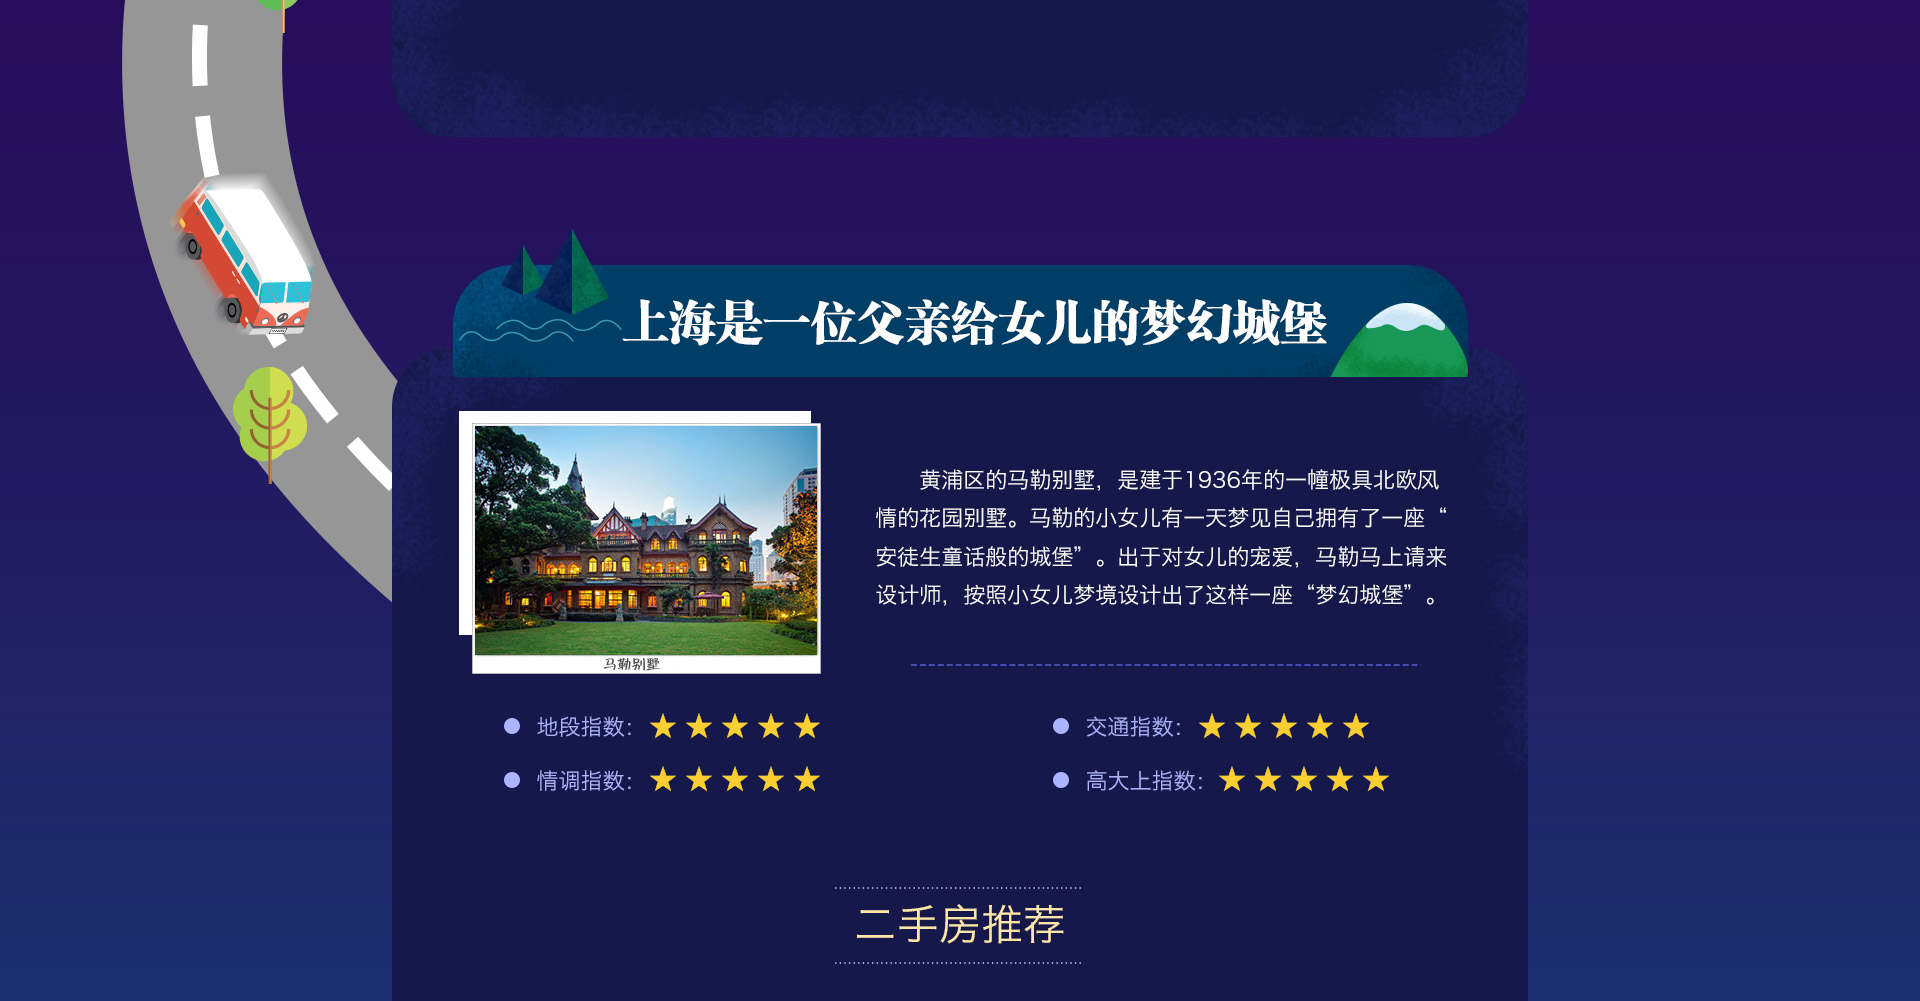 上海是一位父亲给女儿的梦幻城堡
黄浦区的马勒别墅，是建于1936年的一幢极具北欧风
情的花园别墅。马勒的小女儿有一天梦见自己拥有了一座“
安徒生童话般的城堡”。出于对女儿的宠爱，马勒马上请来
设计师，按照小女儿梦境设计出了这样一座“梦幻城堡”。
马勒别墅
地段指数：★★★★★
交通指数：★★★★★
情调指数：★★★★★
高大上指数：★★★★★
二手房推荐